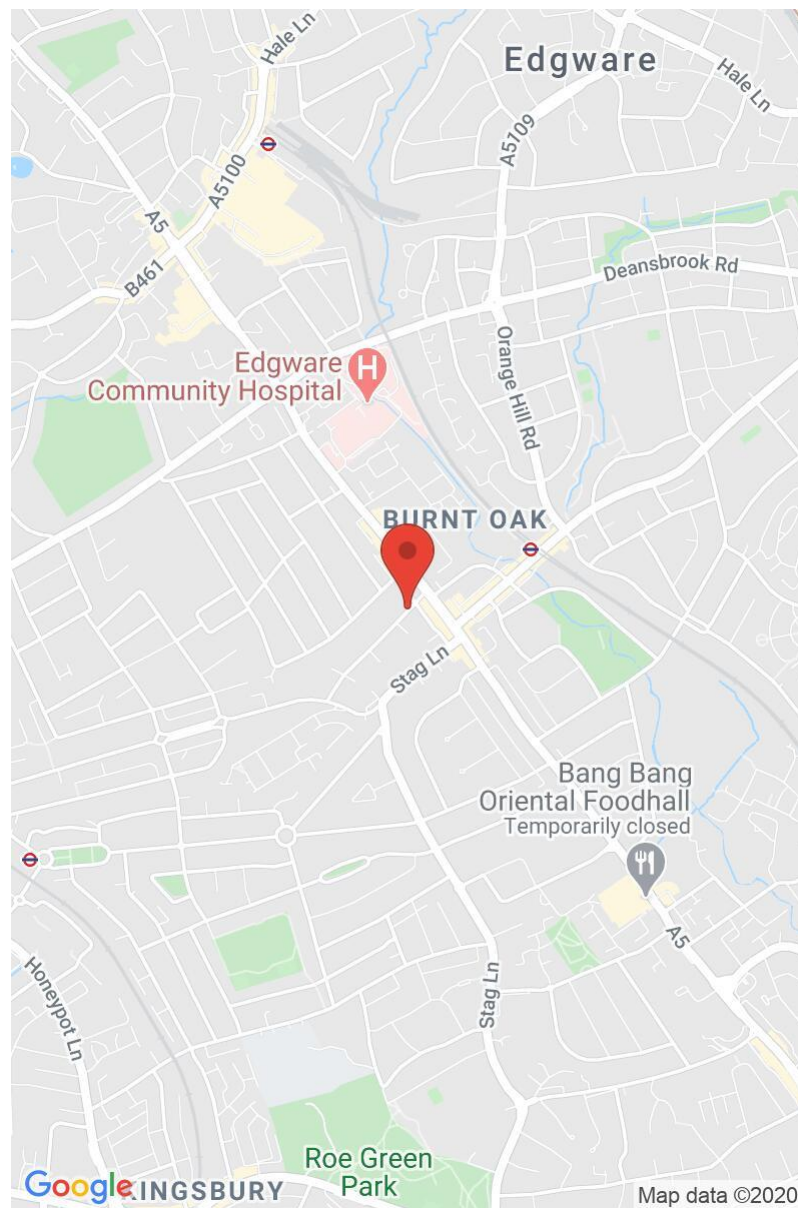 Hale Ln
Edgware
Hale Ln
A5109
A5100
A5
B461
Deansbrook Rd
Edgware
Community Hospital
H
Orange Hill Rd
BURNT OAK
Stag Ln
Bang Bang
Oriental Foodhall
Temporarily closed
A5
Honeypot Ln
Stag Ln
Roe Green
Park
Google
KINGSBURY
Map data ©2020